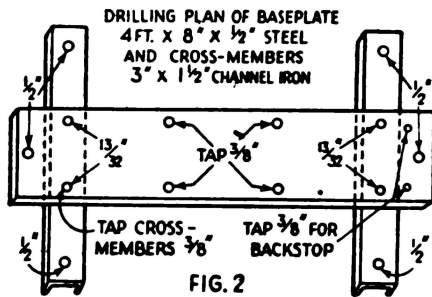 DRILLING PLAN OF BASEPLATE
4 FT. X 8" X 1/2" STEEL
AND CROSS-MEMBERS
3" X 1 1/2" CHANNEL IRON
1/2"
1/2"
13/32"
TAP 3/8"
13/32"
TAP CROSS-
MEMBERS 3/8"
TAP 3/8" FOR
BACKSTOP
1/2"
1/2"
FIG. 2